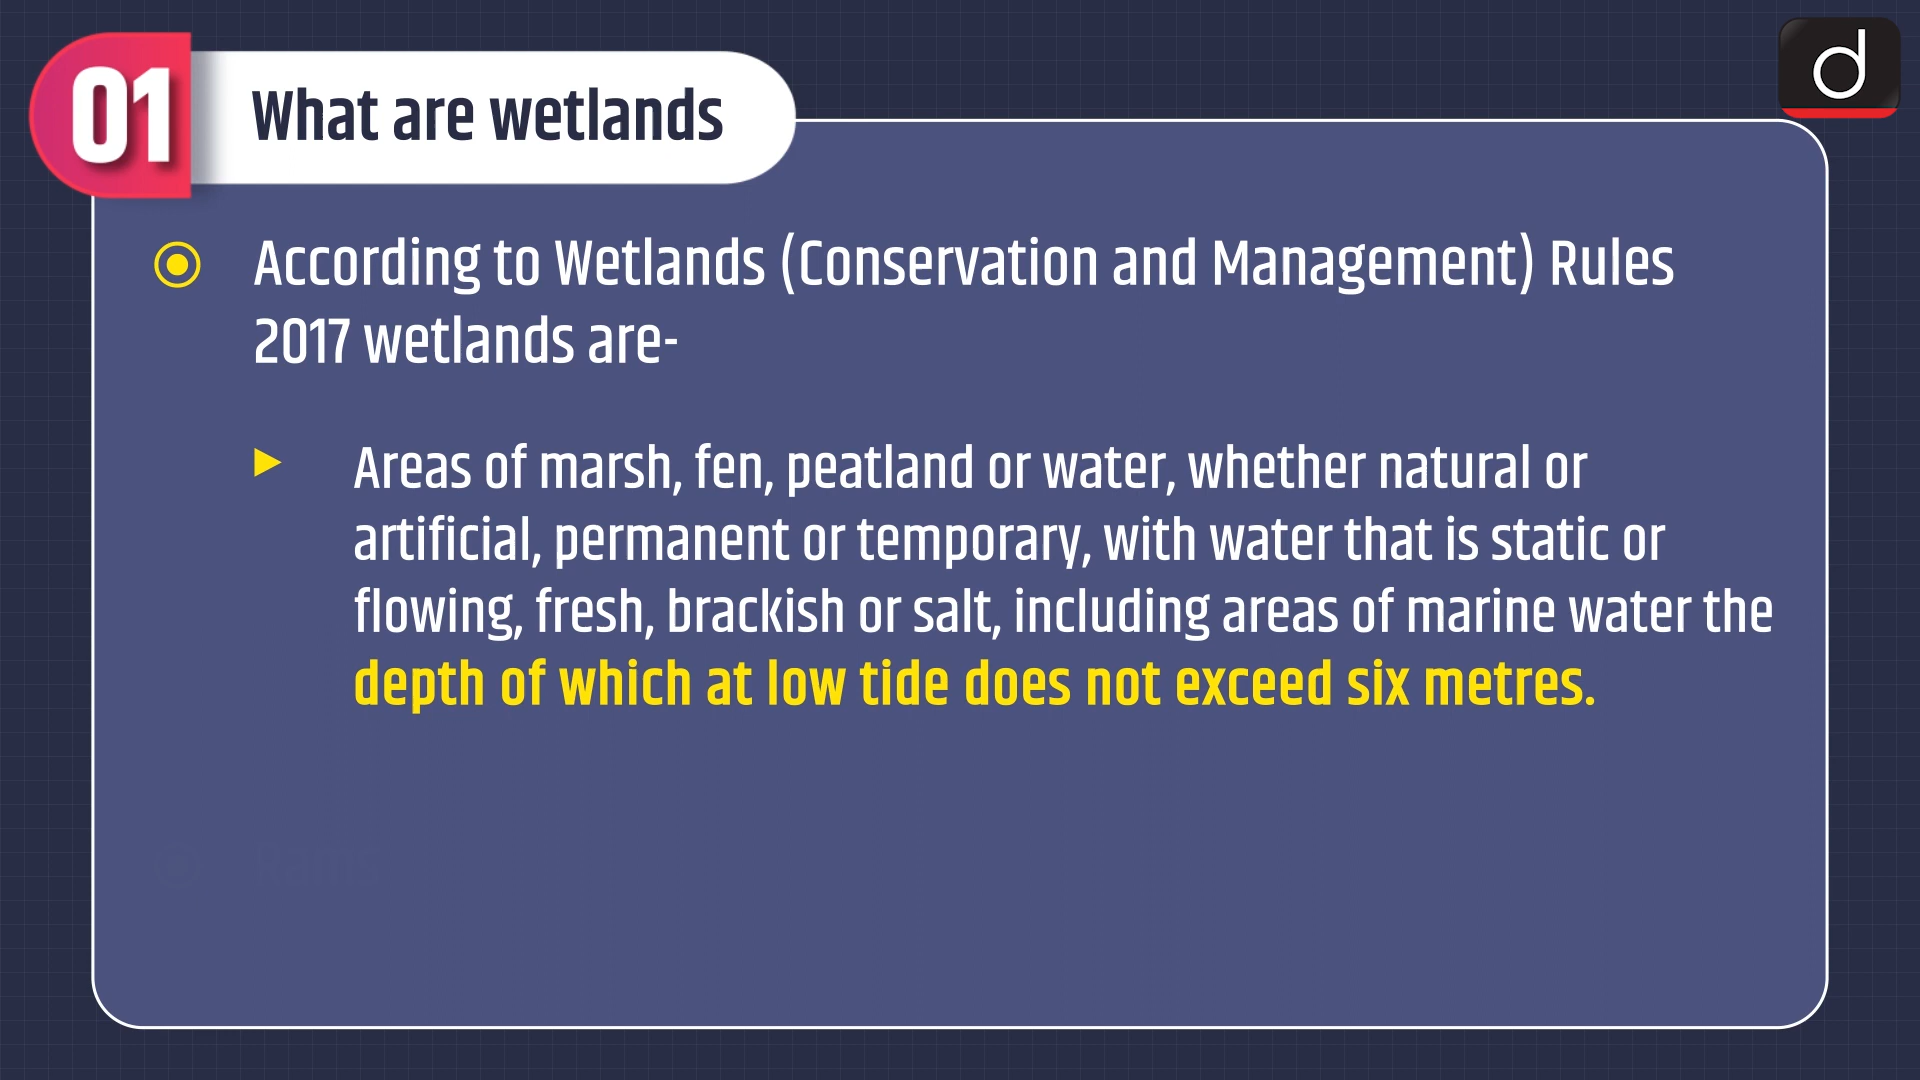 01
What are wetlands
According to Wetlands (Conservation and Management) Rules
2017 wetlands are-
Areas of marsh, fen, peatland or water, whether natural or
artificial, permanent or temporary, with water that is static or
flowing, fresh, brackish or salt, including areas of marine water the
depth of which at low tide does not exceed six metres.